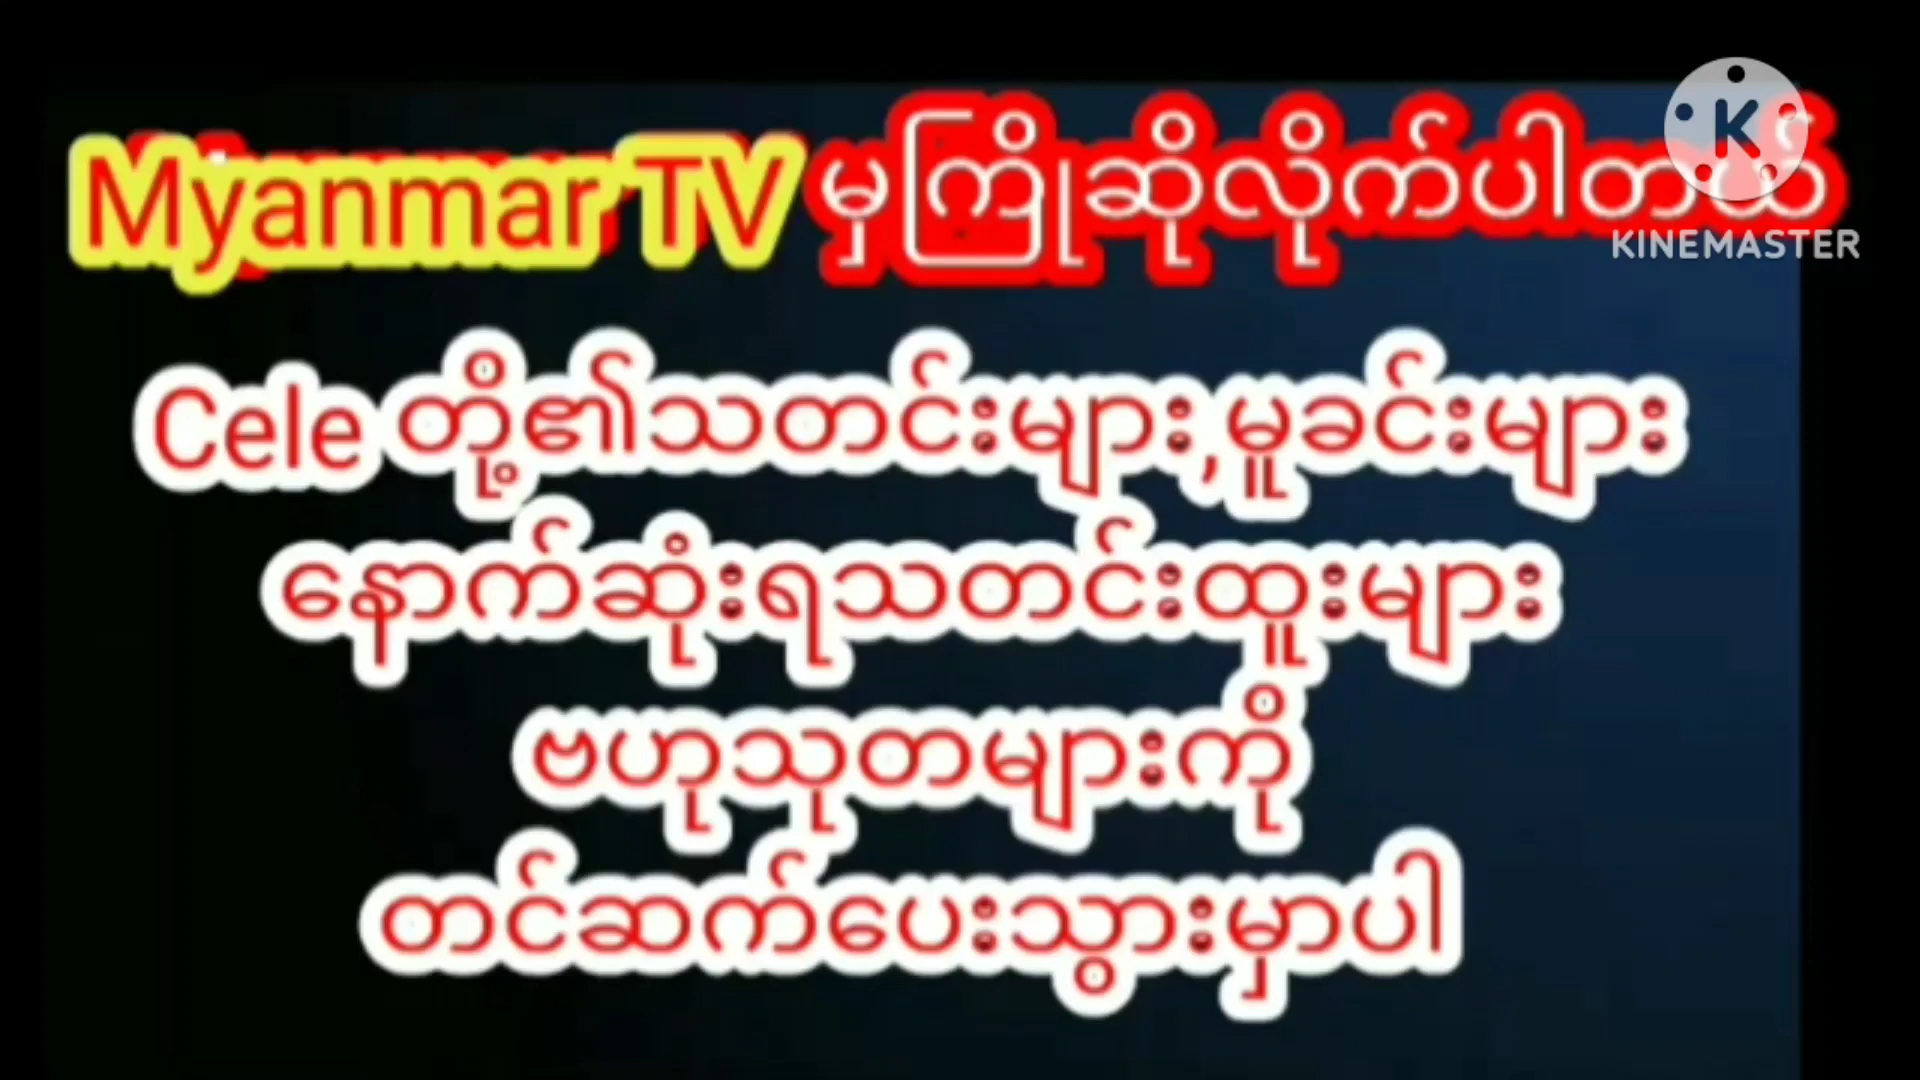 Myanmar TV မှကြိုဆိုလိုက်ပါတယ်
KINEMASTER
Cele တို့၏သတင်းများ,မူခင်းများ
နောက်ဆုံးရသတင်းထူးများ
ဗဟုသုတများကို
တင်ဆက်ပေးသွားမှာပါ